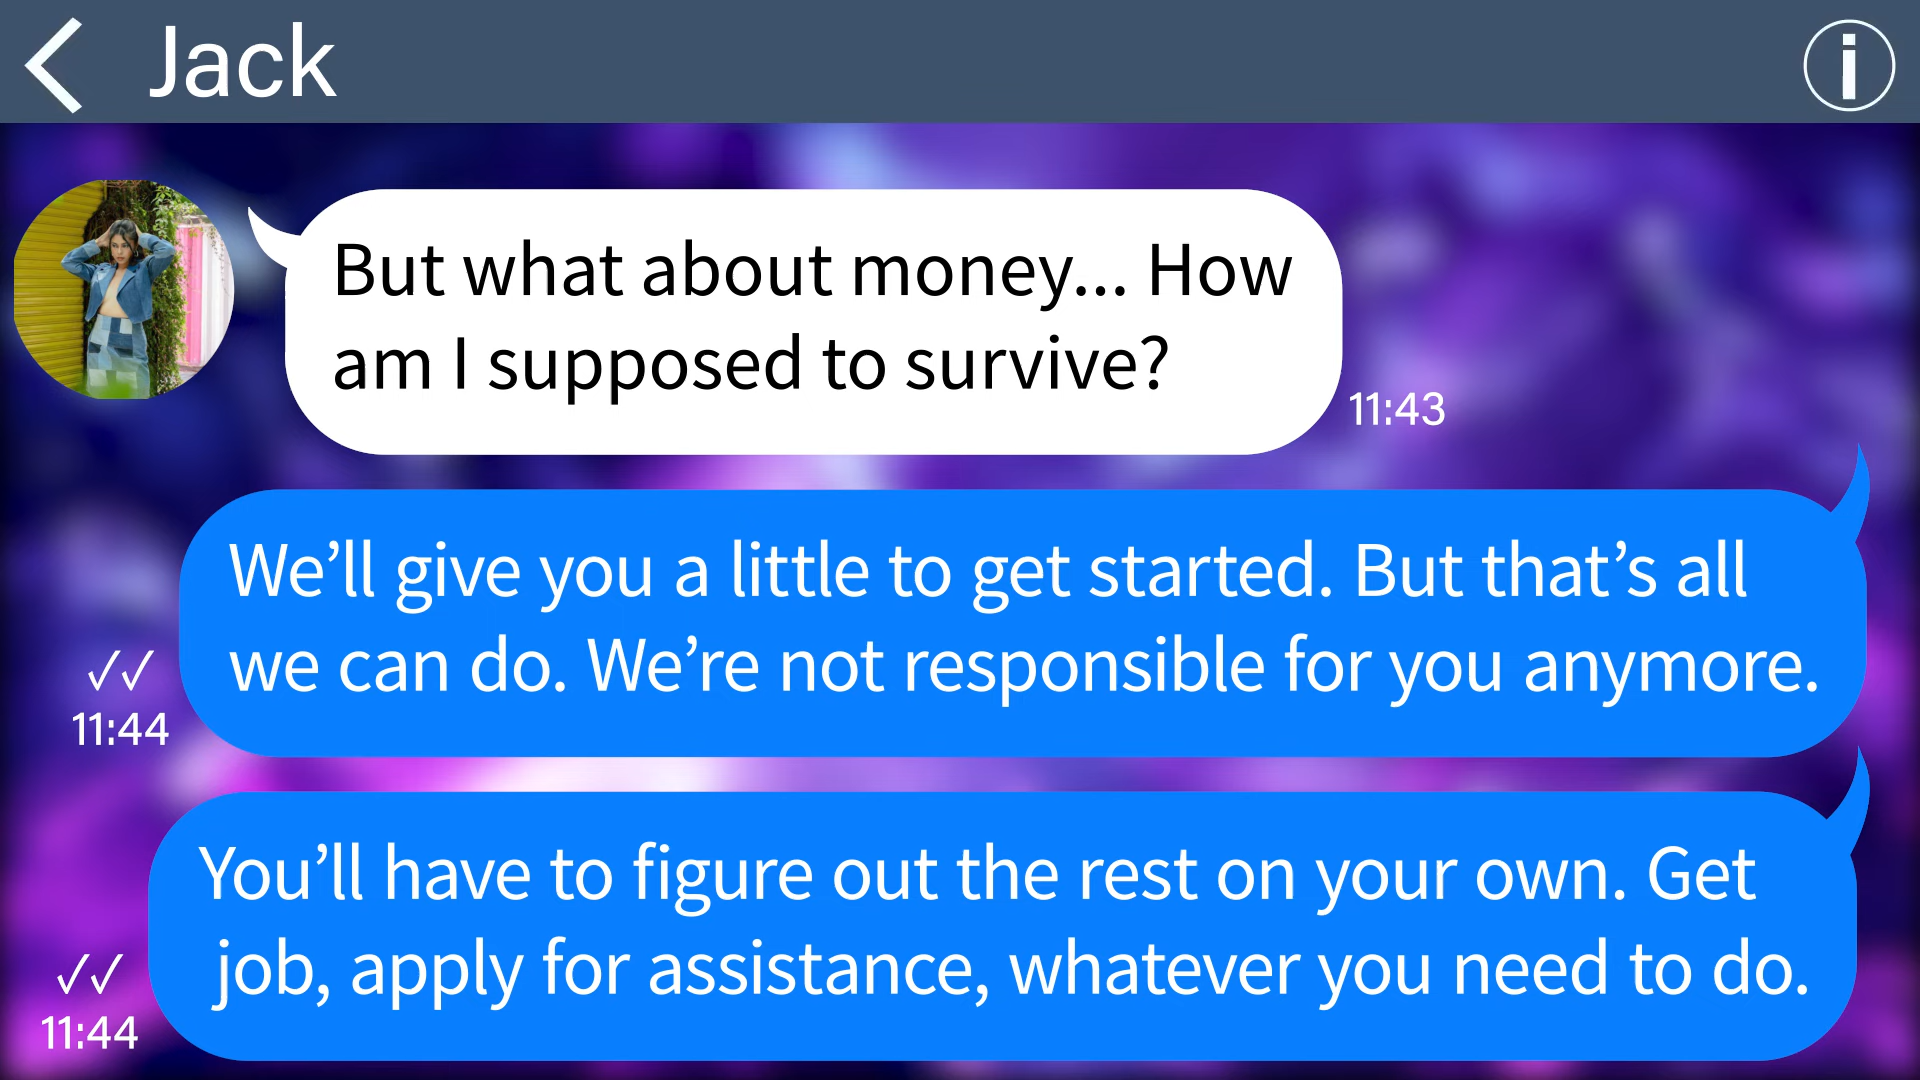 Jack
But what about money... How
am I supposed to survive?
11:43
We’ll give you a little to get started. But that’s all
we can do. We’re not responsible for you anymore.
11:44
You’ll have to figure out the rest on your own. Get
job, apply for assistance, whatever you need to do.
11:44